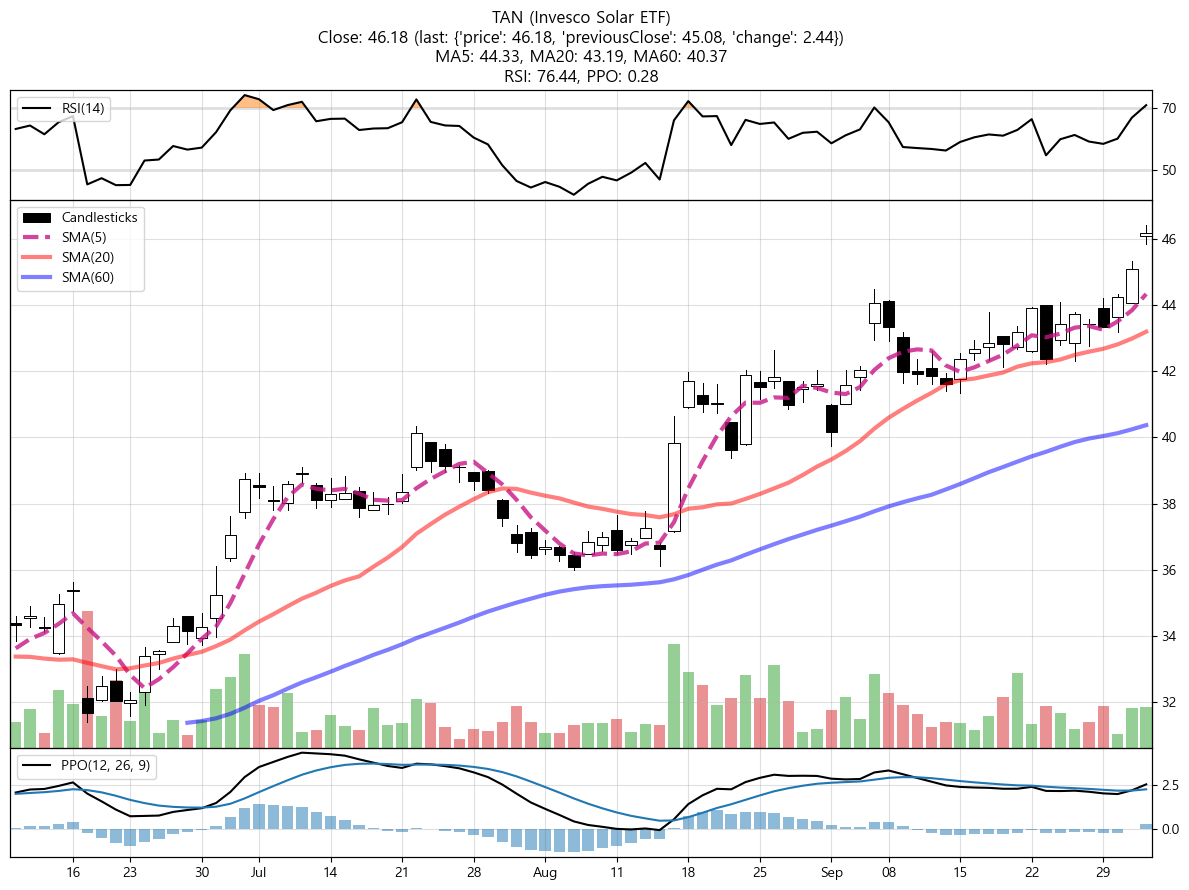 TAN (Invesco Solar ETF)
Close: 46.18 (last: {'price': 46.18, 'previousClose': 45.08, 'change': 2.44})
MA5: 44.33, MA20: 43.19, MA60: 40.37
RSI: 76.44, PPO: 0.28
RSI(14)
70
50
Candlesticks
SMA(5)
SMA(20)
SMA(60)
46
44
42
40
38
36
34
32
PPO(12, 26, 9)
2.5
0.0
16 23 30 Jul 14 21 28 Aug 11 18 25 Sep 08 15 22 29